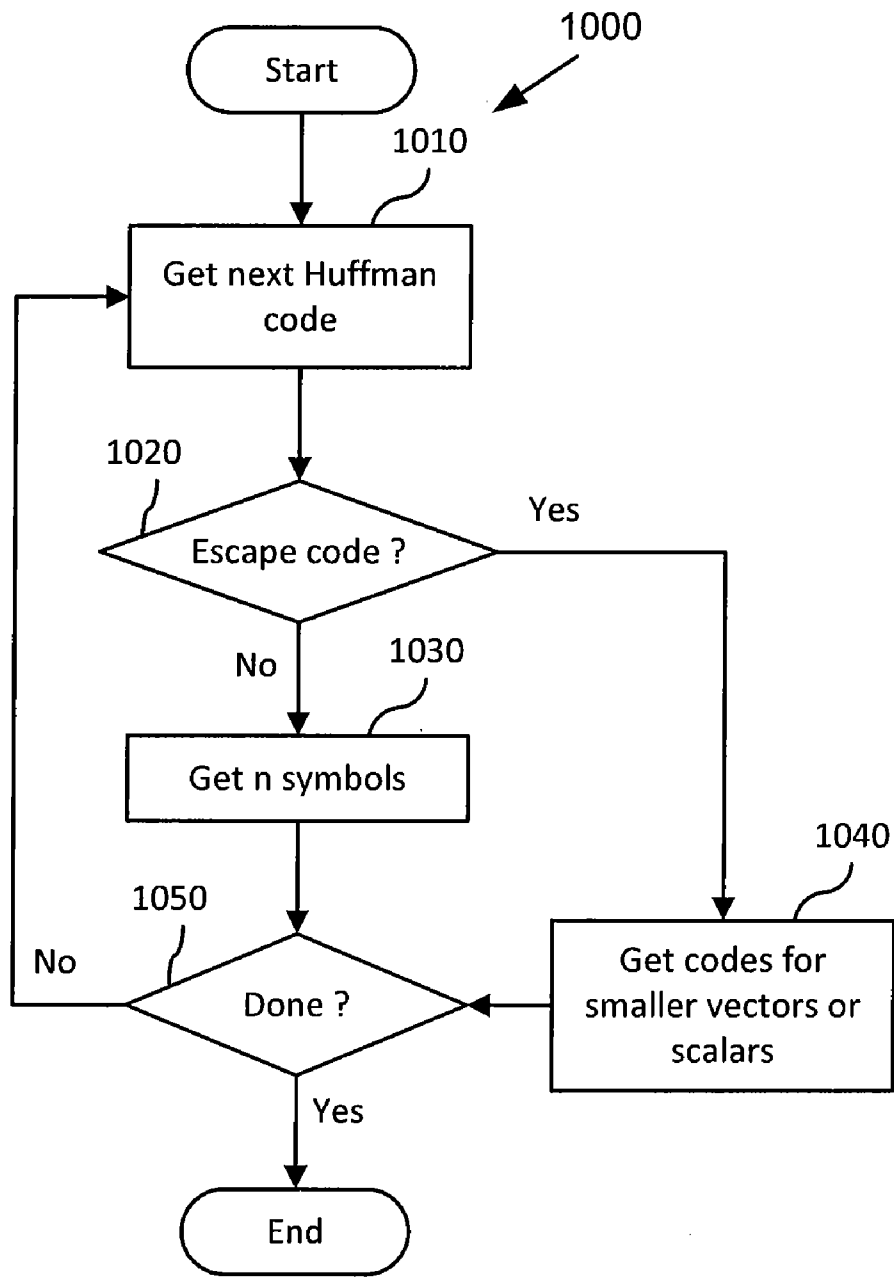 1000
Start
1010
Get next Huffman
code
1020
Escape code ?
Yes
No
1030
Get n symbols
1040
Get codes for
smaller vectors or
scalars
1050
No
Done ?
Yes
End